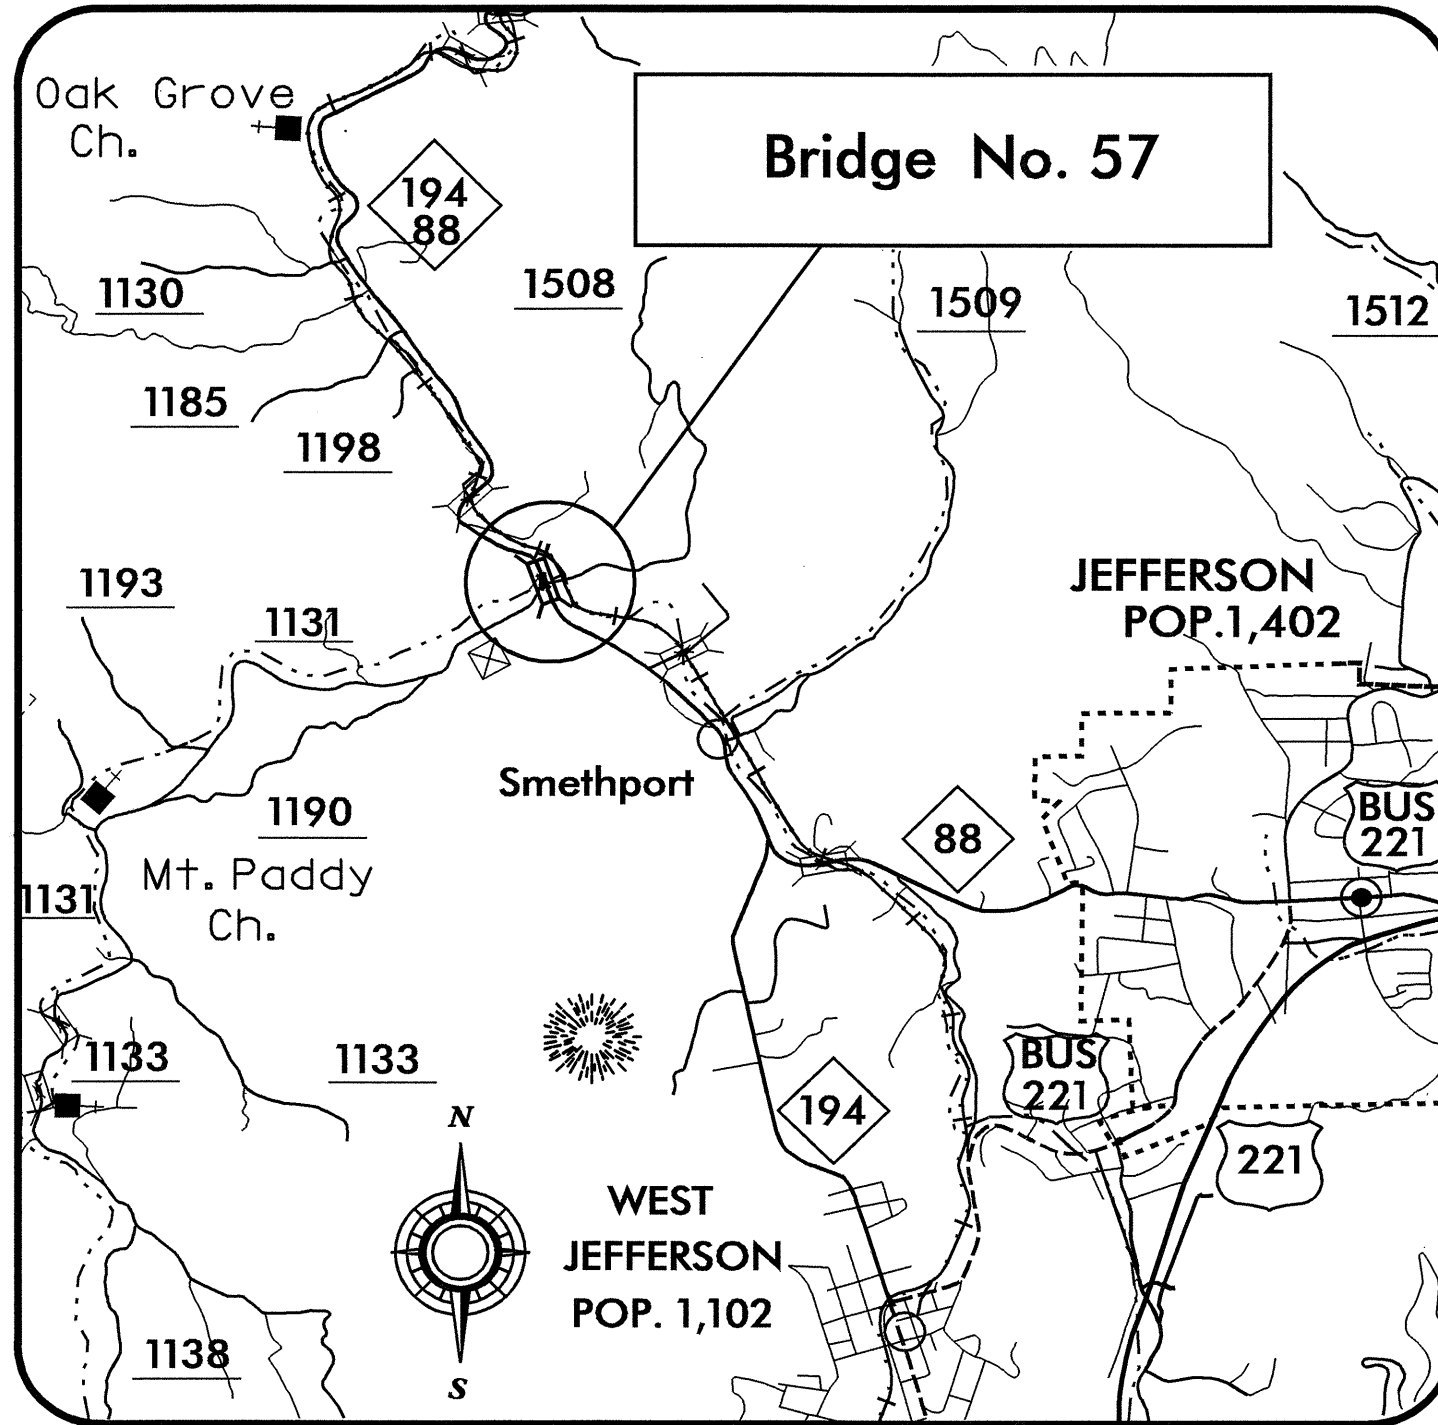 Oak Grove
Ch.
Bridge No. 57
194
88
1130
1508
1509
1512
1185
1198
1193
1131
JEFFERSON
POP.1,402
Smethport
1190
88
BUS
221
Mt. Paddy
Ch.
1131
1133
1133
BUS
221
194
221
N
WEST
JEFFERSON
POP. 1,102
1138
S